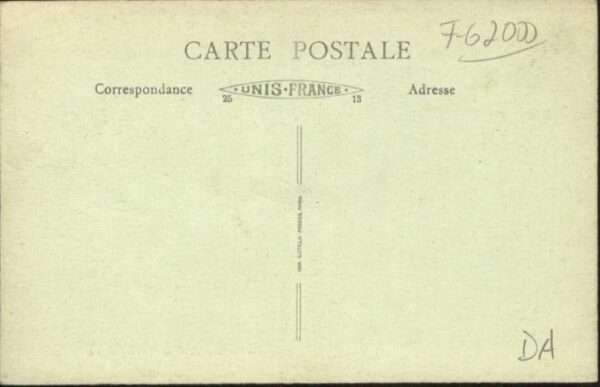 F-62000
CARTE POSTALE
Correspondance
UNIS-FRANCE
Adresse
25 13
DA